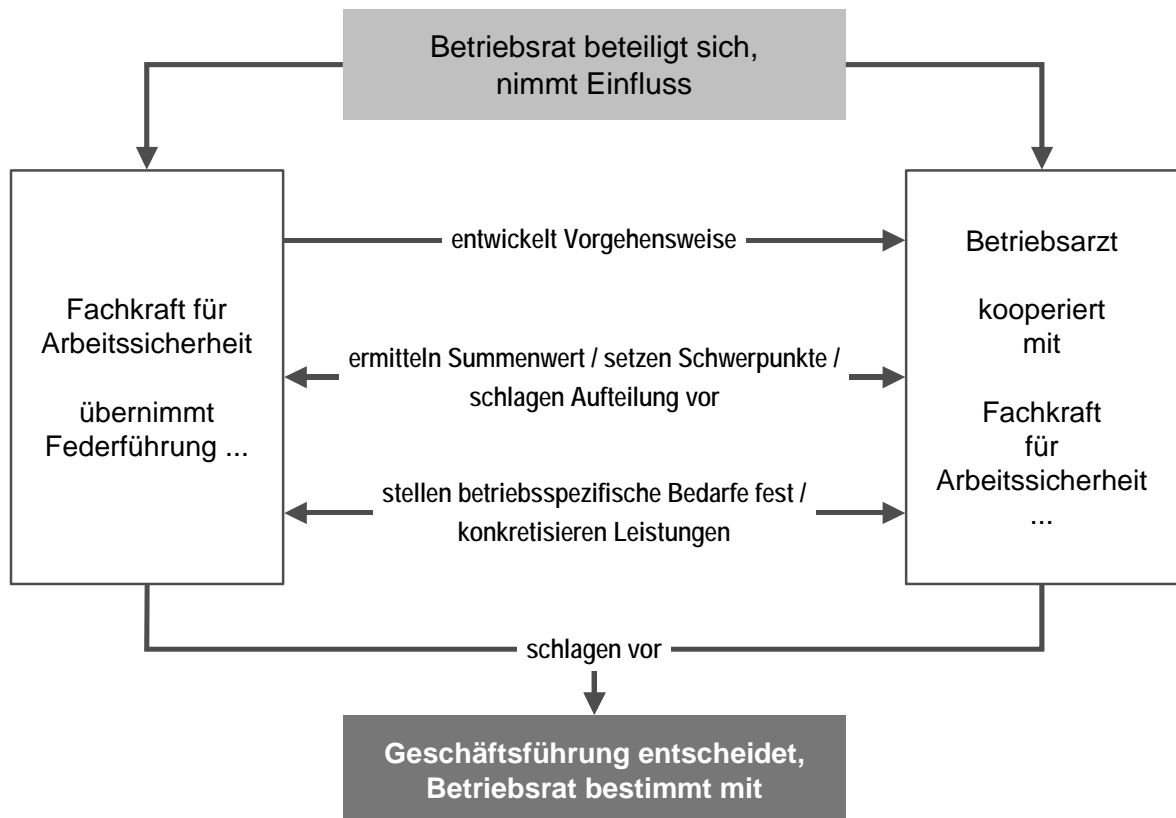 Betriebsrat beteiligt sich,
nimmt Einfluss
Fachkraft für
Arbeitssicherheit
übernimmt
Federführung ...
entwickelt Vorgehensweise
ermitteln Summenwert / setzen Schwerpunkte /
schlagen Aufteilung vor
stellen betriebsspezifische Bedarfe fest /
konkretisieren Leistungen
Betriebsarzt
kooperiert
mit
Fachkraft
für
Arbeitssicherheit
...
schlagen vor
Geschäftsführung entscheidet,
Betriebsrat bestimmt mit